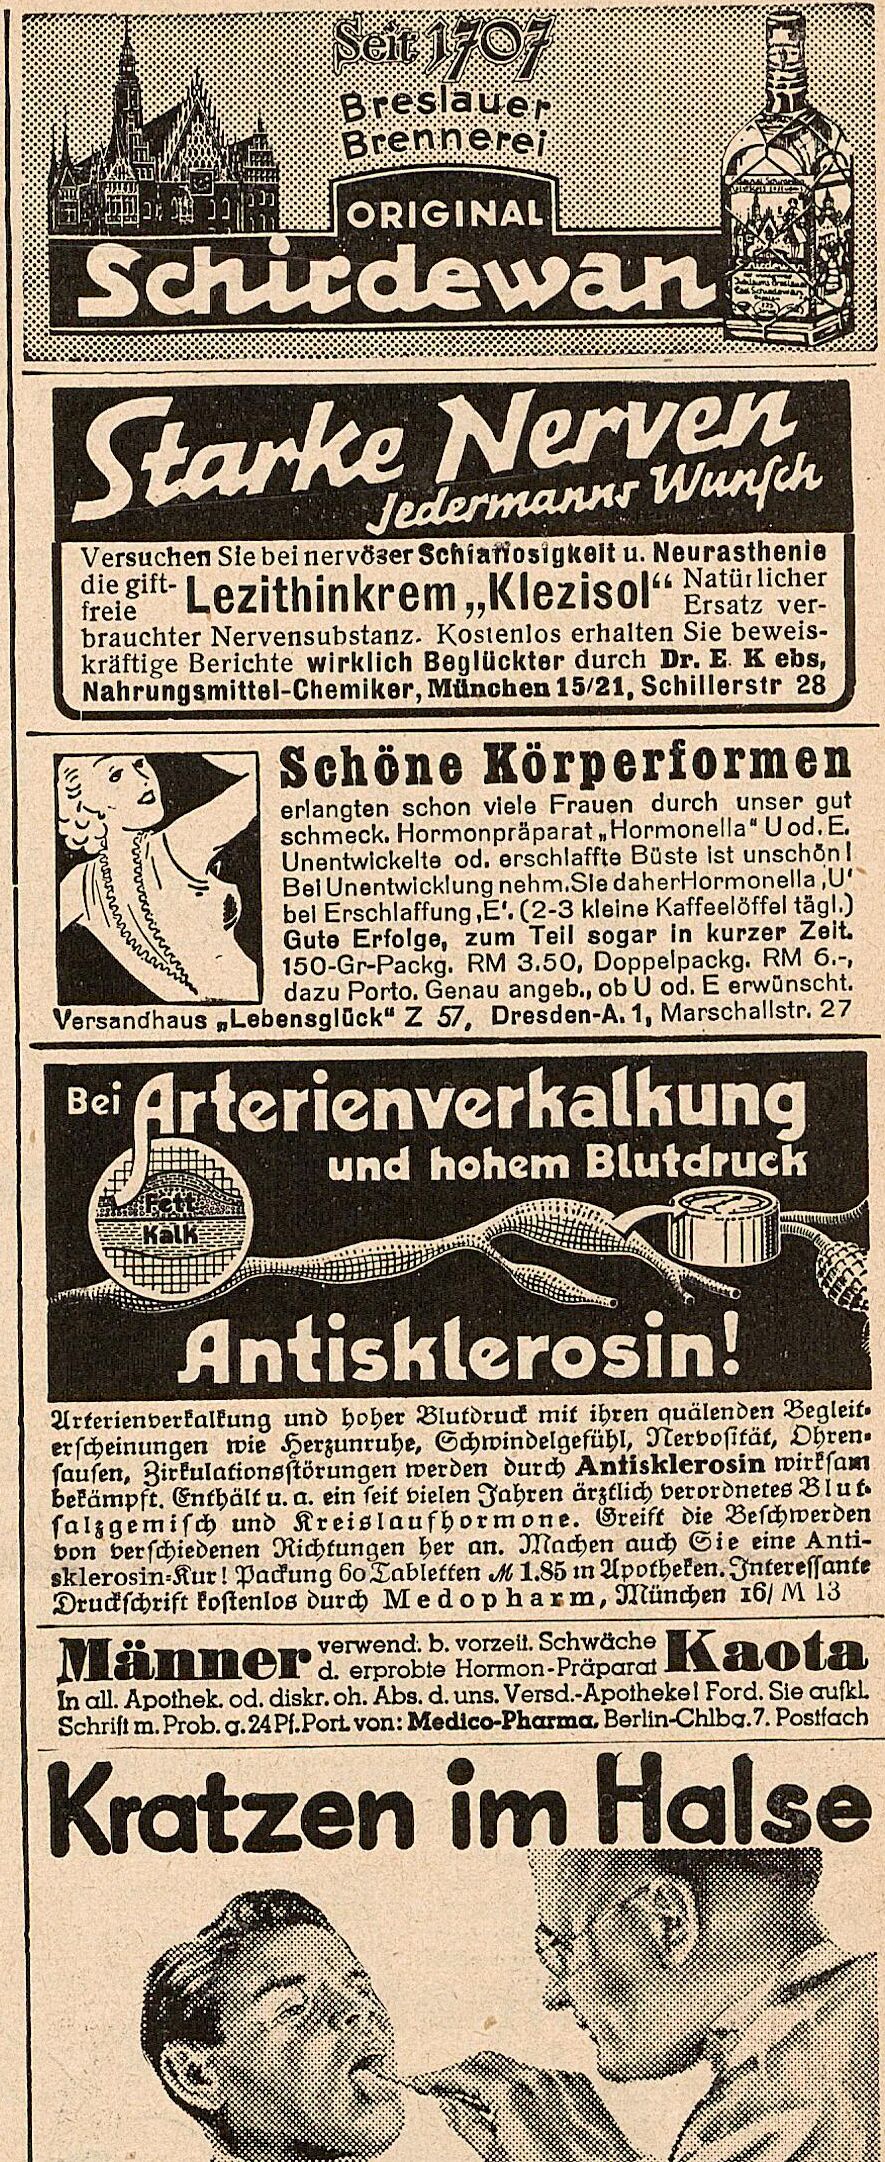 Seit 1707
Breslauer
Brennerei
ORIGINAL
Schirdewan
Starke Nerven
Jedermanns Wunsch
Versuchen Sie bei nervöser Schlaflosigkeit u. Neurasthenie
die gift-
freie
Lezithinkrem „Klezisol“
Natürlicher
Ersatz ver-
brauchter Nervensubstanz. Kostenlos erhalten Sie beweis-
kräftige Berichte wirklich Beglückter durch Dr. E. K ebs,
Nahrungsmittel-Chemiker, München 15/21, Schillerstr 28
Schöne Körperformen
erlangten schon viele Frauen durch unser gut
schmeck. Hormonpräparat „Hormonella“ U od. E.
Unentwickelte od. erschlaffte Büste ist unschön!
Bei Unentwicklung nehm. Sie daher Hormonella ‚U‘
bei Erschlaffung ‚E‘. (2-3 kleine Kaffeelöffel tägl.)
Gute Erfolge, zum Teil sogar in kurzer Zeit.
150-Gr-Packg. RM 3.50, Doppelpackg. RM 6.-,
dazu Porto. Genau angeb., ob U od. E erwünscht.
Versandhaus „Lebensglück“ Z 57, Dresden-A. 1, Marschallstr. 27
Bei Arterienverkalkung
und hohem Blutdruck
Fett
Kalk
Antisklerosin!
Arterienverkalkung und hoher Blutdruck mit ihren quälenden Begleit-
erscheinungen wie Herzunruhe, Schwindelgefühl, Nervosität, Ohren-
sausen, Zirkulationsstörungen werden durch Antisklerosin wirksam
bekämpft. Enthält u. a. ein seit vielen Jahren ärztlich verordnetes Blut-
salzgemisch und Kreislaufhormone. Greift die Beschwerden
von verschiedenen Richtungen her an. Machen auch Sie eine Anti-
sklerosin-Kur! Packung 60 Tabletten M 1.85 in Apotheken. Interessante
Druckschrift kostenlos durch Medopharm, München 16/ M 13
Männer verwend. b. vorzeit. Schwäche
d. erprobte Hormon-Präparat Kaota
In all. Apothek. od. diskr. oh. Abs. d. uns. Versd.-Apotheke! Ford. Sie aufkl.
Schrift m. Prob. g. 24 Pf. Port. von: Medico-Pharma, Berlin-Chlbg. 7. Postfach
Kratzen im Halse